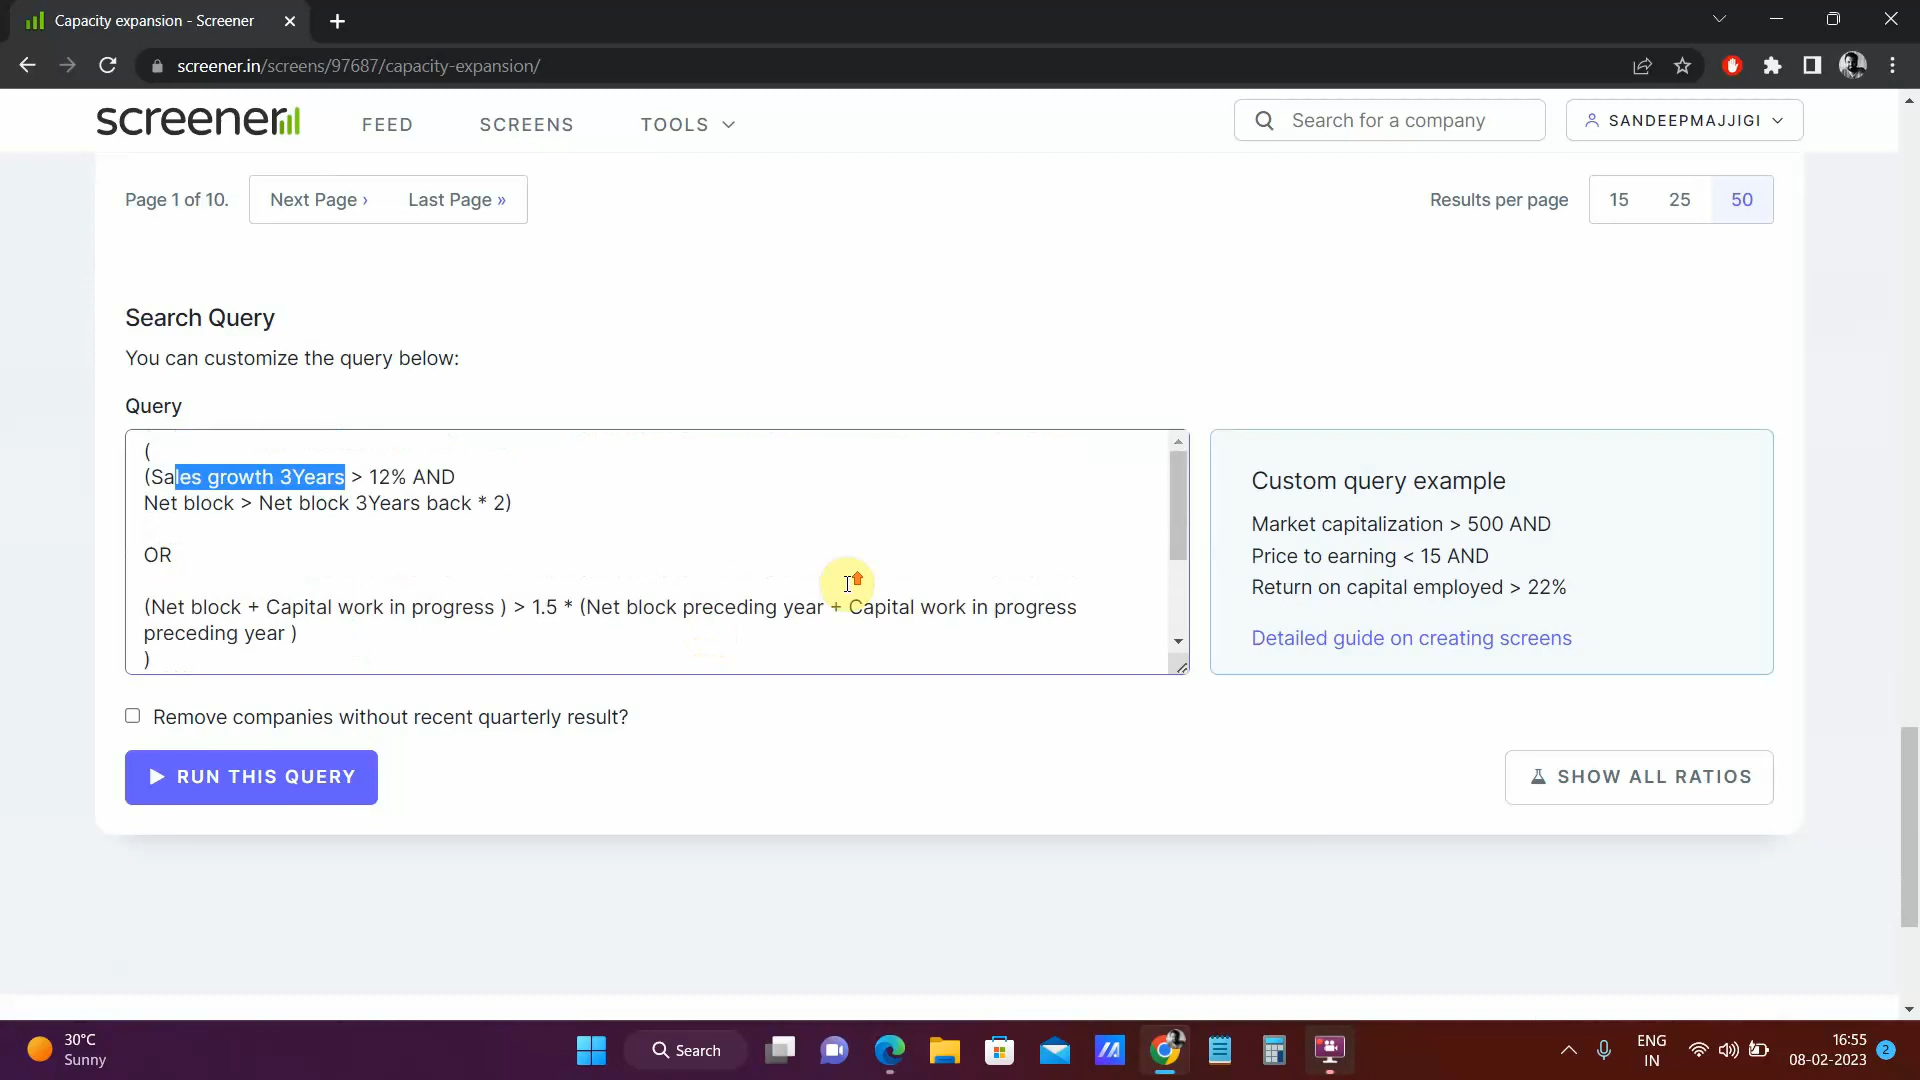 Capacity expansion - Screener
screener.in/screens/97687/capacity-expansion/
screener
FEED
SCREENS
TOOLS
Search for a company
SANDEEPMAJJIGI
Page 1 of 10.
Next Page ›
Last Page »
Results per page
15
25
50
Search Query
You can customize the query below:
Query
(
(Sales growth 3Years > 12% AND
Net block > Net block 3Years back * 2)
OR
(Net block + Capital work in progress ) > 1.5 * (Net block preceding year + Capital work in progress
preceding year )
)
Custom query example
Market capitalization > 500 AND
Price to earning < 15 AND
Return on capital employed > 22%
Detailed guide on creating screens
Remove companies without recent quarterly result?
RUN THIS QUERY
SHOW ALL RATIOS
30°C
Sunny
Search
ENG
IN
16:55
08-02-2023
2